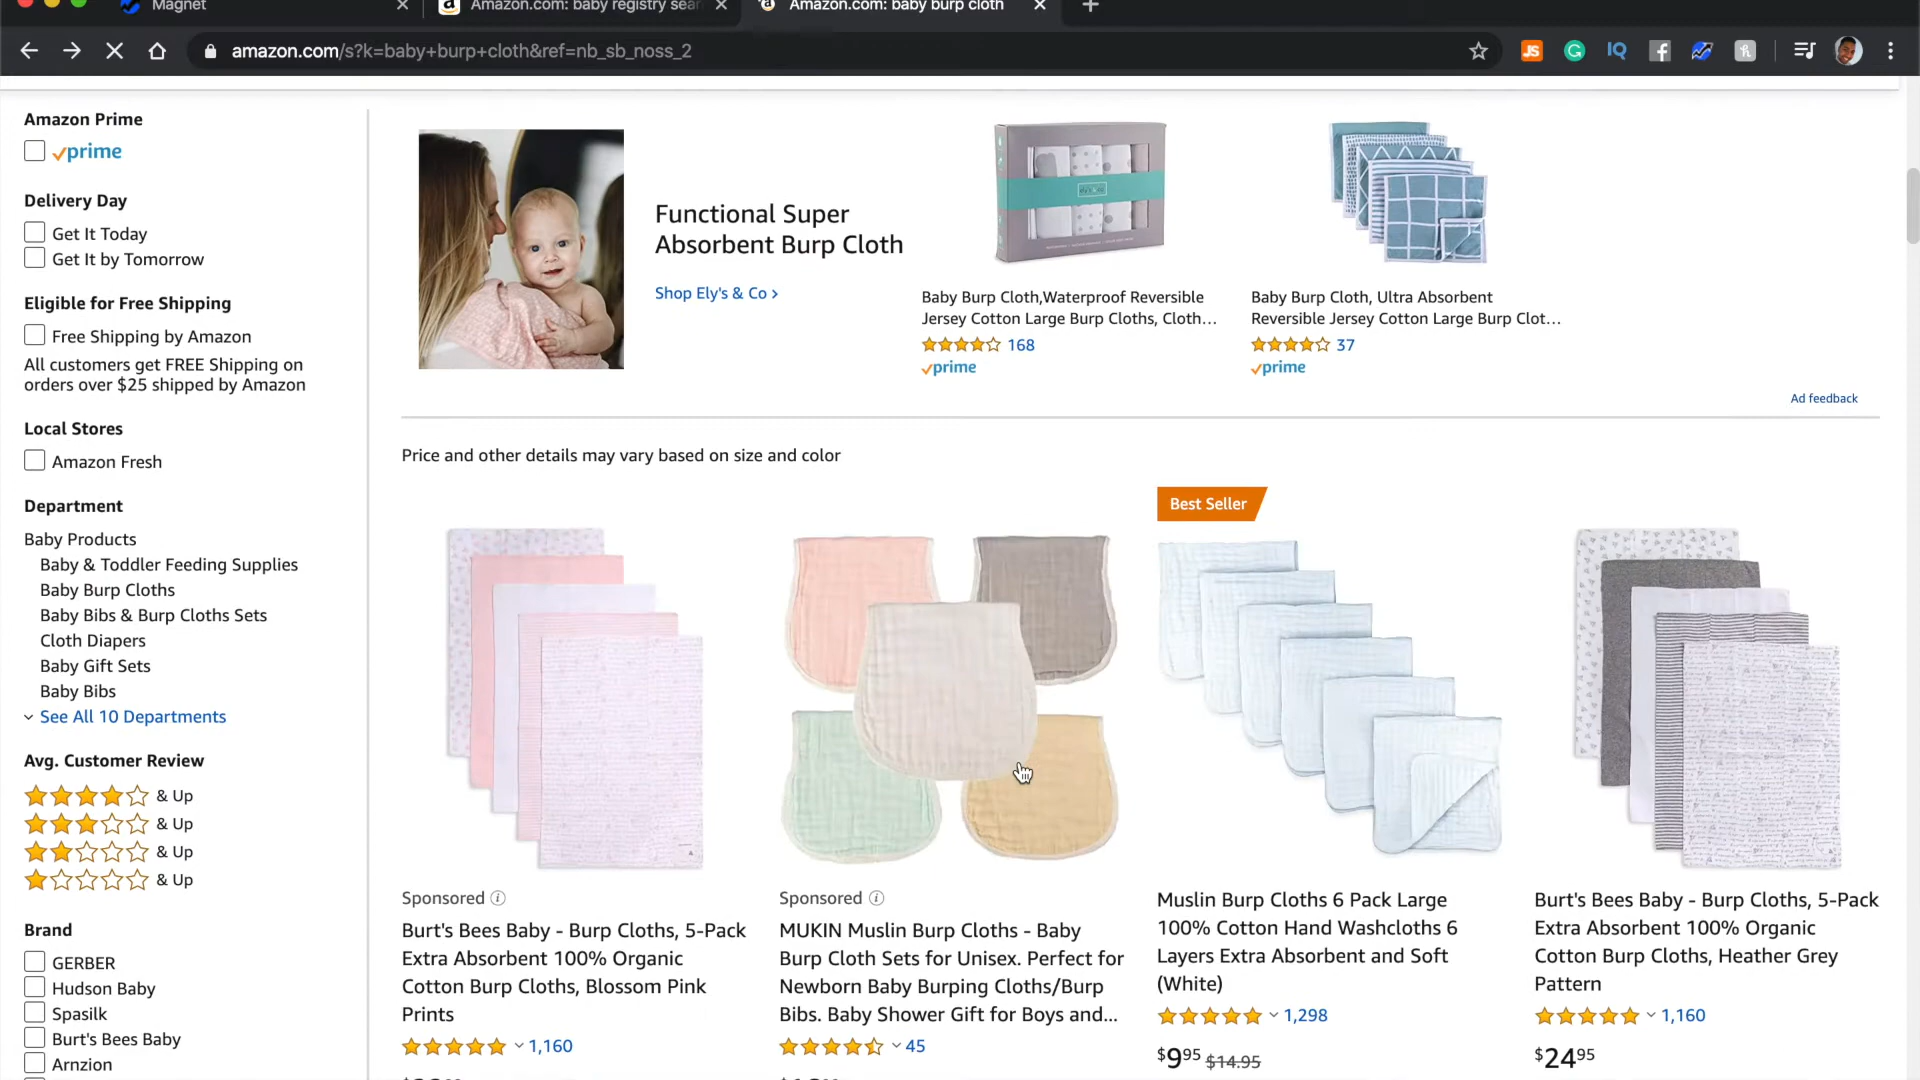 Magnet
Amazon.com: baby registry sear
Amazon.com: baby burp cloth
amazon.com/s?k=baby+burp+cloth&ref=nb_sb_noss_2
JS
G
IQ
f
h
Amazon Prime
prime
Delivery Day
Get It Today
Get It by Tomorrow
Eligible for Free Shipping
Free Shipping by Amazon
All customers get FREE Shipping on
orders over $25 shipped by Amazon
Local Stores
Amazon Fresh
Department
Baby Products
Baby & Toddler Feeding Supplies
Baby Burp Cloths
Baby Bibs & Burp Cloths Sets
Cloth Diapers
Baby Gift Sets
Baby Bibs
See All 10 Departments
Avg. Customer Review
& Up
& Up
& Up
& Up
Brand
GERBER
Hudson Baby
Spasilk
Burt's Bees Baby
Arnzion
Functional Super
Absorbent Burp Cloth
Shop Ely's & Co ›
Baby Burp Cloth,Waterproof Reversible
Jersey Cotton Large Burp Cloths, Cloth...
168
prime
Baby Burp Cloth, Ultra Absorbent
Reversible Jersey Cotton Large Burp Clot...
37
prime
Ad feedback
Price and other details may vary based on size and color
Sponsored
Burt's Bees Baby - Burp Cloths, 5-Pack
Extra Absorbent 100% Organic
Cotton Burp Cloths, Blossom Pink
Prints
1,160
Sponsored
MUKIN Muslin Burp Cloths - Baby
Burp Cloth Sets for Unisex. Perfect for
Newborn Baby Burping Cloths/Burp
Bibs. Baby Shower Gift for Boys and...
45
Best Seller
Muslin Burp Cloths 6 Pack Large
100% Cotton Hand Washcloths 6
Layers Extra Absorbent and Soft
(White)
1,298
$995 $14.95
Burt's Bees Baby - Burp Cloths, 5-Pack
Extra Absorbent 100% Organic
Cotton Burp Cloths, Heather Grey
Pattern
1,160
$2495